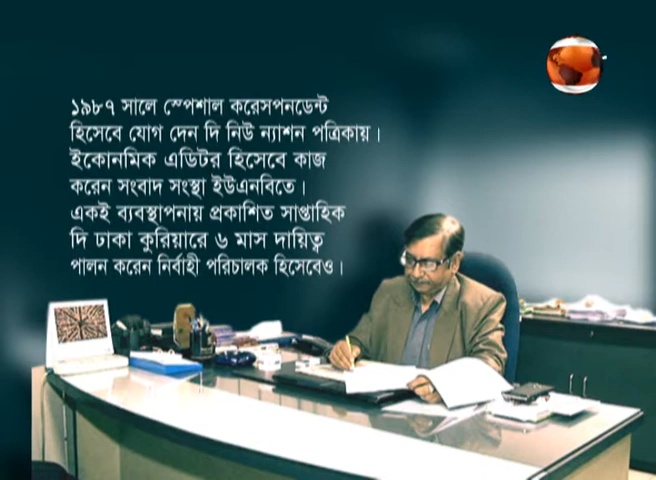 ১৯৮৭ সালে স্পেশাল করেসপনডেন্ট
হিসেবে যোগ দেন দি নিউ ন্যাশন পত্রিকায়।
ইকোনমিক এডিটর হিসেবে কাজ
করেন সংবাদ সংস্থা ইউএনবিতে।
একই ব্যবস্থাপনায় প্রকাশিত সাপ্তাহিক
দি ঢাকা কুরিয়ারে ৬ মাস দায়িত্ব
পালন করেন নির্বাহী পরিচালক হিসেবেও।